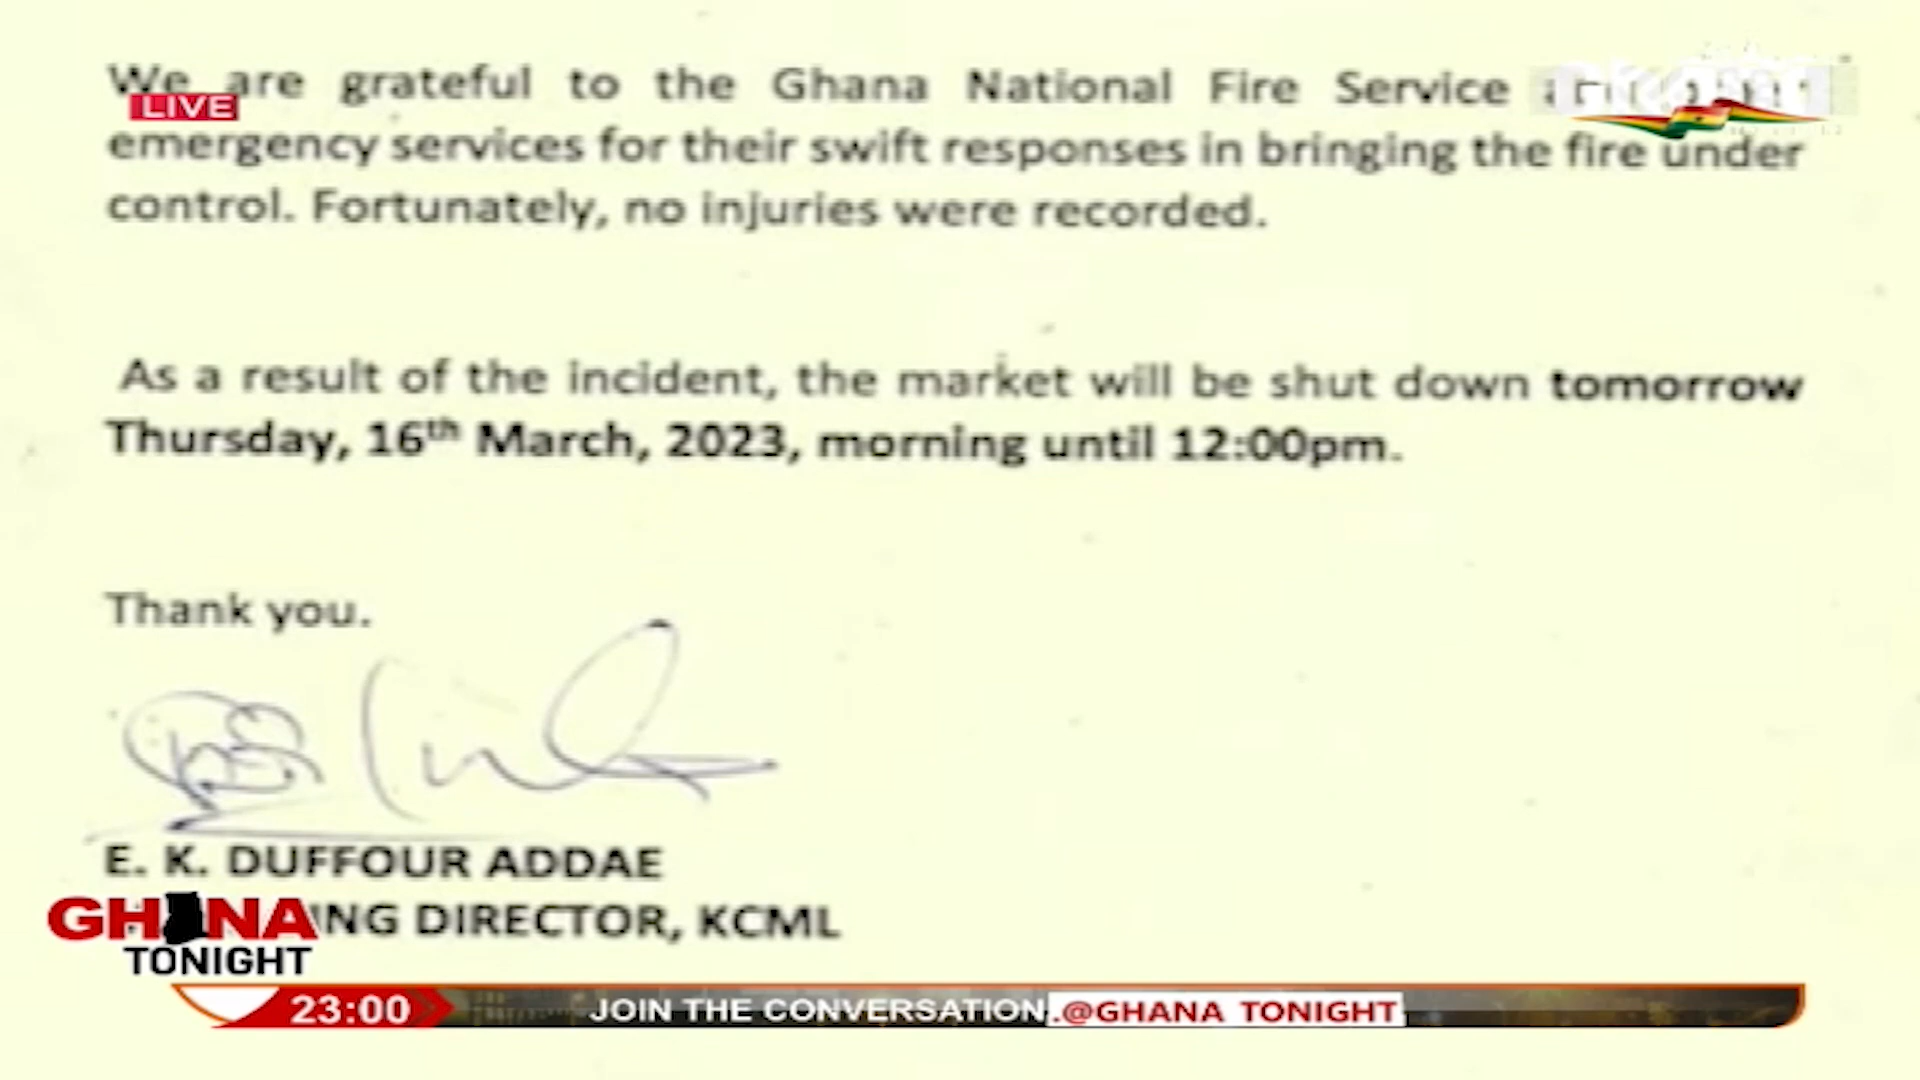 We are grateful to the Ghana National Fire Service
LIVE
emergency services for their swift responses in bringing the fire under
control. Fortunately, no injuries were recorded.
As a result of the incident, the market will be shut down tomorrow
Thursday, 16th March, 2023, morning until 12:00pm.
Thank you.
E. K. DUFFOUR ADDAE
DIRECTOR, KCML
GHANA
TONIGHT
23:00 JOIN THE CONVERSATION.@GHANA TONIGHT